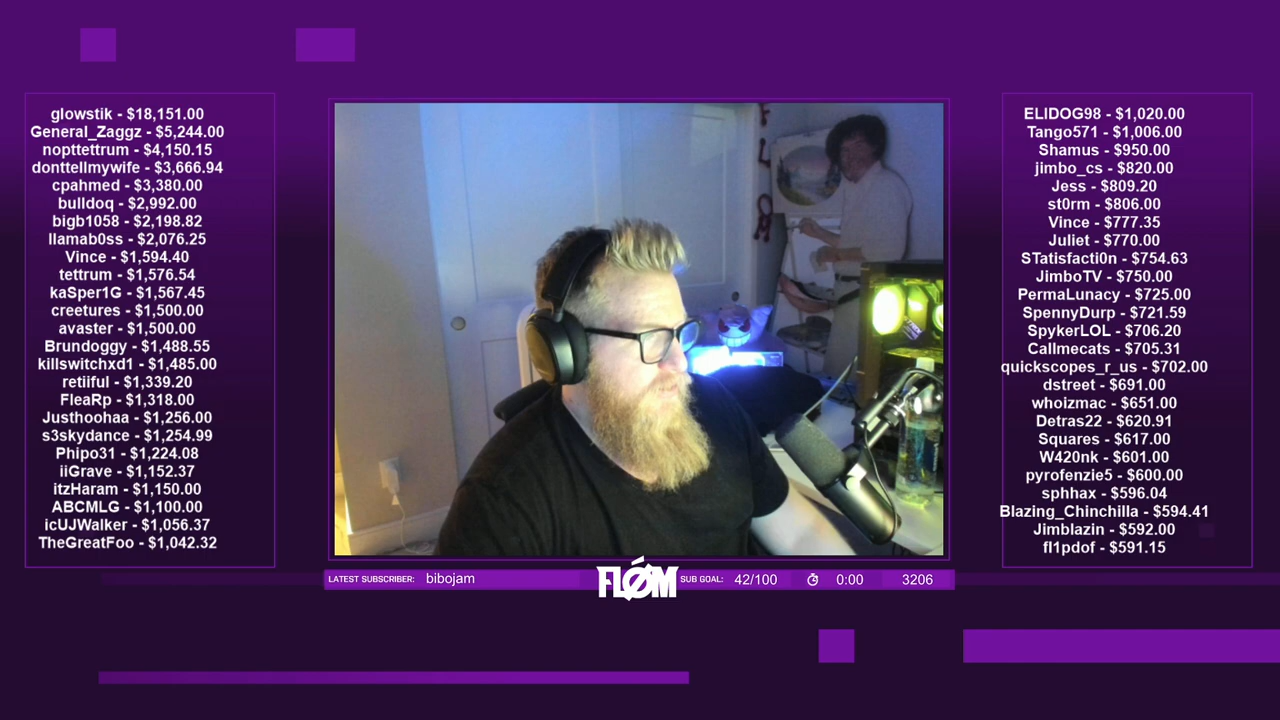 glowstik - $18,151.00
General_Zaggz - $5,244.00
nopttettrum - $4,150.15
donttellmywife - $3,666.94
cpahmed - $3,380.00
bulldoq - $2,992.00
bigb1058 - $2,198.82
llamab0ss - $2,076.25
Vince - $1,594.40
tettrum - $1,576.54
kaSper1G - $1,567.45
creetures - $1,500.00
avaster - $1,500.00
Brundoggy - $1,488.55
killswitchxd1 - $1,485.00
retiiful - $1,339.20
FleaRp - $1,318.00
Justhoohaa - $1,256.00
s3skydance - $1,254.99
Phipo31 - $1,224.08
iiGrave - $1,152.37
itzHaram - $1,150.00
ABCMLG - $1,100.00
icUJWalker - $1,056.37
TheGreatFoo - $1,042.32
ELIDOG98 - $1,020.00
Tango571 - $1,006.00
Shamus - $950.00
jimbo_cs - $820.00
Jess - $809.20
st0rm - $806.00
Vince - $777.35
Juliet - $770.00
STatisfacti0n - $754.63
JimboTV - $750.00
PermaLunacy - $725.00
SpennyDurp - $721.59
SpykerLOL - $706.20
Callmecats - $705.31
quickscopes_r_us - $702.00
dstreet - $691.00
whoizmac - $651.00
Detras22 - $620.91
Squares - $617.00
W420nk - $601.00
pyrofenzie5 - $600.00
sphhax - $596.04
Blazing_Chinchilla - $594.41
Jimblazin - $592.00
fl1pdof - $591.15
LATEST SUBSCRIBER: bibojam
FLÓM
SUB GOAL: 42/100
0:00
3206